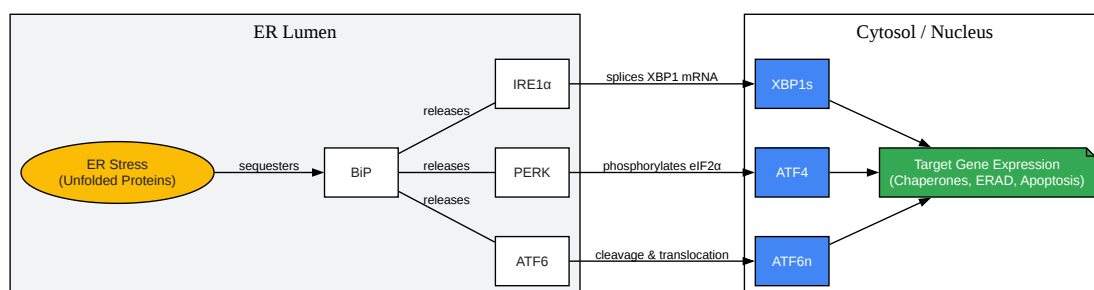 ER Lumen
Cytosol / Nucleus
ER Stress
(Unfolded Proteins)
sequesters
BiP
releases
releases
releases
IRE1α
PERK
ATF6
splices XBP1 mRNA
phosphorylates eIF2α
cleavage & translocation
XBP1s
ATF4
ATF6n
Target Gene Expression
(Chaperones, ERAD, Apoptosis)